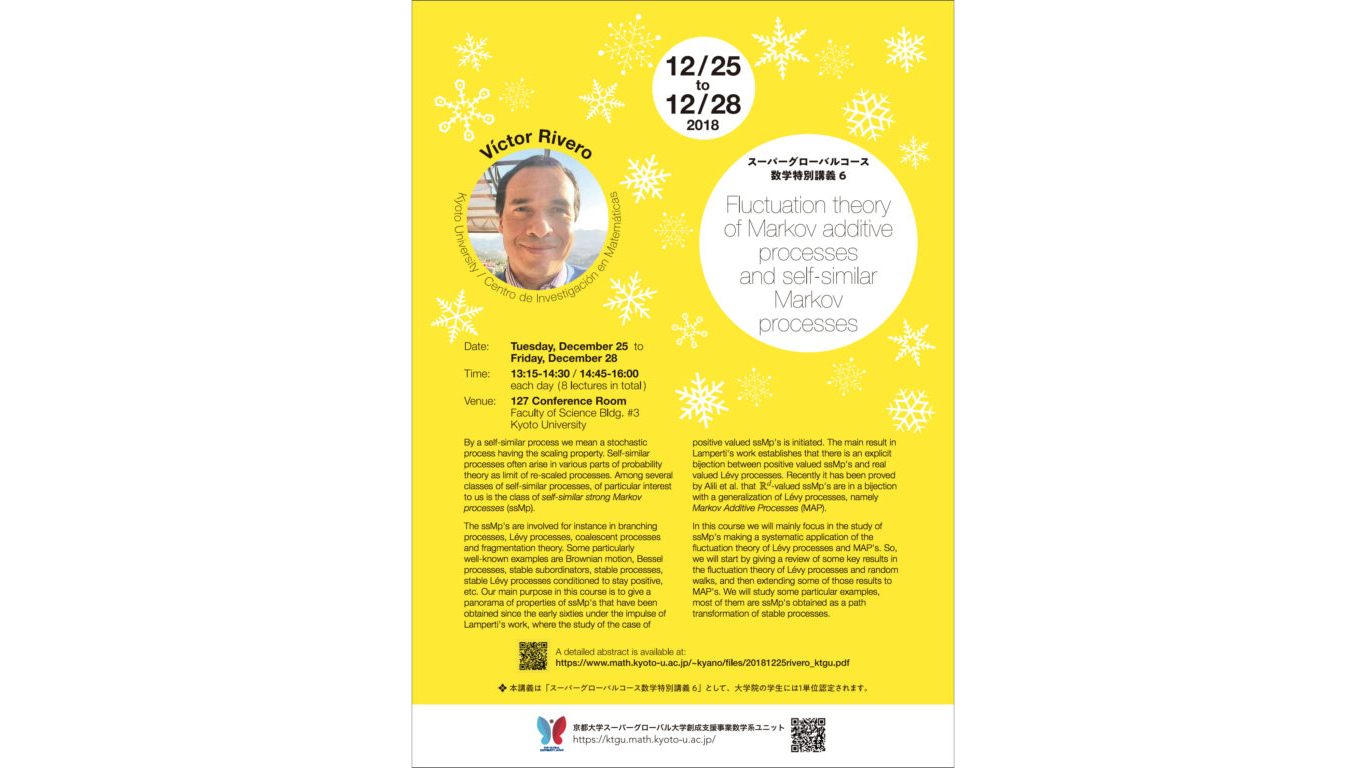 12/25
to
12/28
2018
Víctor Rivero
Kyoto University / Centro de Investigación en Matemáticas
スーパーグローバルコース
数学特別講義 6
Fluctuation theory
of Markov additive
processes
and self-similar
Markov
processes
Date: Tuesday, December 25 to
Friday, December 28
Time: 13:15-14:30 / 14:45-16:00
each day (8 lectures in total)
Venue: 127 Conference Room
Faculty of Science Bldg. #3
Kyoto University
By a self-similar process we mean a stochastic
process having the scaling property. Self-similar
processes often arise in various parts of probability
theory as limit of re-scaled processes. Among several
classes of self-similar processes, of particular interest
to us is the class of self-similar strong Markov
processes (ssMp).
The ssMp's are involved for instance in branching
processes, Lévy processes, coalescent processes
and fragmentation theory. Some particularly
well-known examples are Brownian motion, Bessel
processes, stable subordinators, stable processes,
stable Lévy processes conditioned to stay positive,
etc. Our main purpose in this course is to give a
panorama of properties of ssMp's that have been
obtained since the early sixties under the impulse of
Lamperti's work, where the study of the case of
positive valued ssMp's is initiated. The main result in
Lamperti's work establishes that there is an explicit
bijection between positive valued ssMp's and real
valued Lévy processes. Recently it has been proved
by Alili et al. that ℝᵈ-valued ssMp's are in a bijection
with a generalization of Lévy processes, namely
Markov Additive Processes (MAP).
In this course we will mainly focus in the study of
ssMp's making a systematic application of the
fluctuation theory of Lévy processes and MAP's. So,
we will start by giving a review of some key results in
the fluctuation theory of Lévy processes and random
walks, and then extending some of those results to
MAP's. We will study some particular examples,
most of them are ssMp's obtained as a path
transformation of stable processes.
A detailed abstract is available at:
https://www.math.kyoto-u.ac.jp/~kyano/files/20181225rivero_ktgu.pdf
❖ 本講義は「スーパーグローバルコース数学特別講義 6」として、大学院の学生には1単位認定されます。
京都大学スーパーグローバル大学創成支援事業数学系ユニット
https://ktgu.math.kyoto-u.ac.jp/